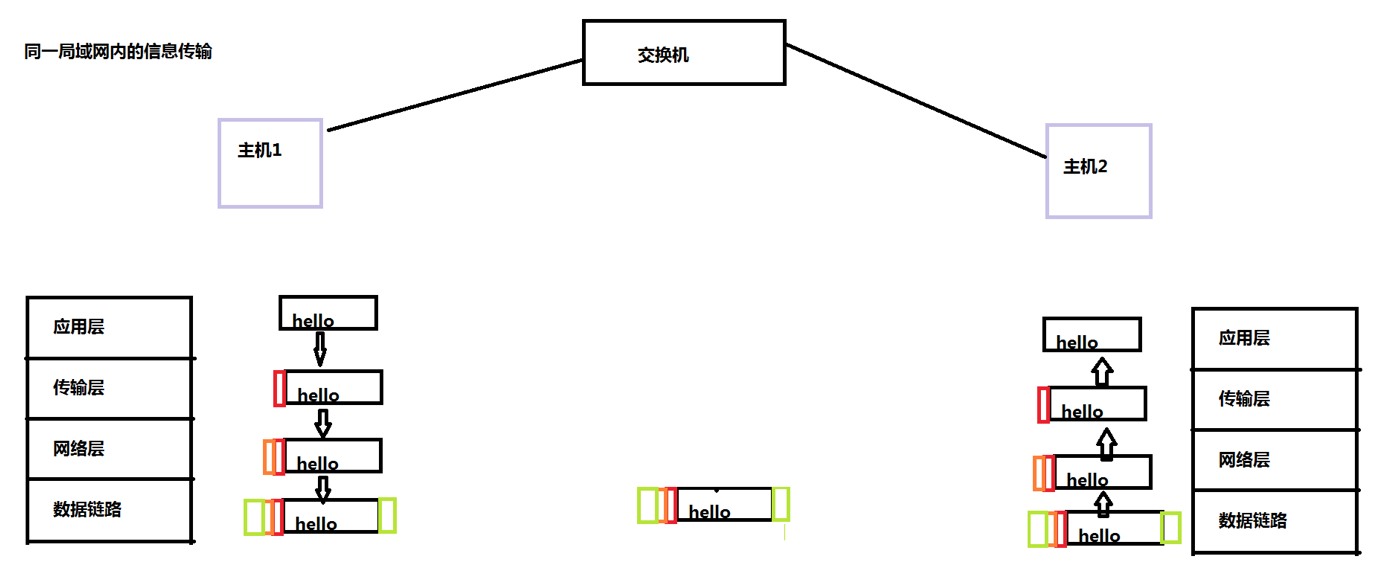 同一局域网内的信息传输
交换机
主机1
主机2
应用层
传输层
网络层
数据链路
hello
hello
hello
hello
hello
hello
hello
hello
hello
应用层
传输层
网络层
数据链路